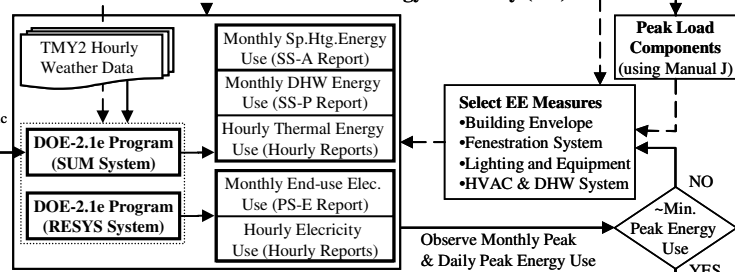 TMY2 Hourly
Weather Data
DOE-2.1e Program
(SUM System)
DOE-2.1e Program
(RESYS System)
Monthly Sp.Htg.Energy
Use (SS-A Report)
Monthly DHW Energy
Use (SS-P Report)
Hourly Thermal Energy
Use (Hourly Reports)
Monthly End-use Elec.
Use (PS-E Report)
Hourly Elecricity
Use (Hourly Reports)
Select EE Measures
•Building Envelope
•Fenestration System
•Lighting and Equipment
•HVAC & DHW System
Peak Load
Components
(using Manual J)
NO
~Min.
Peak Energy
Use
YES
Observe Monthly Peak
& Daily Peak Energy Use